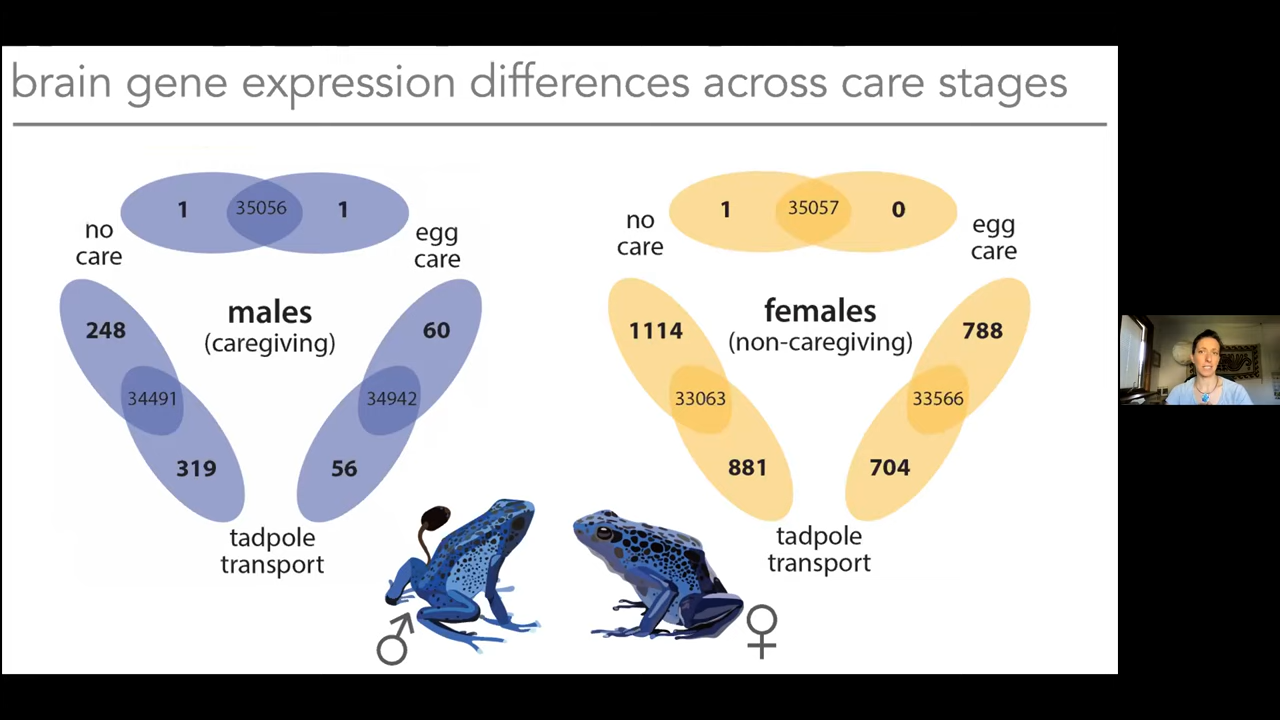 brain gene expression differences across care stages
1 35056 1
no
care
egg
care
248
60
males
(caregiving)
34491
34942
319
56
tadpole
transport
♂
1 35057 0
no
care
egg
care
1114
788
females
(non-caregiving)
33063
33566
881
704
tadpole
transport
♀